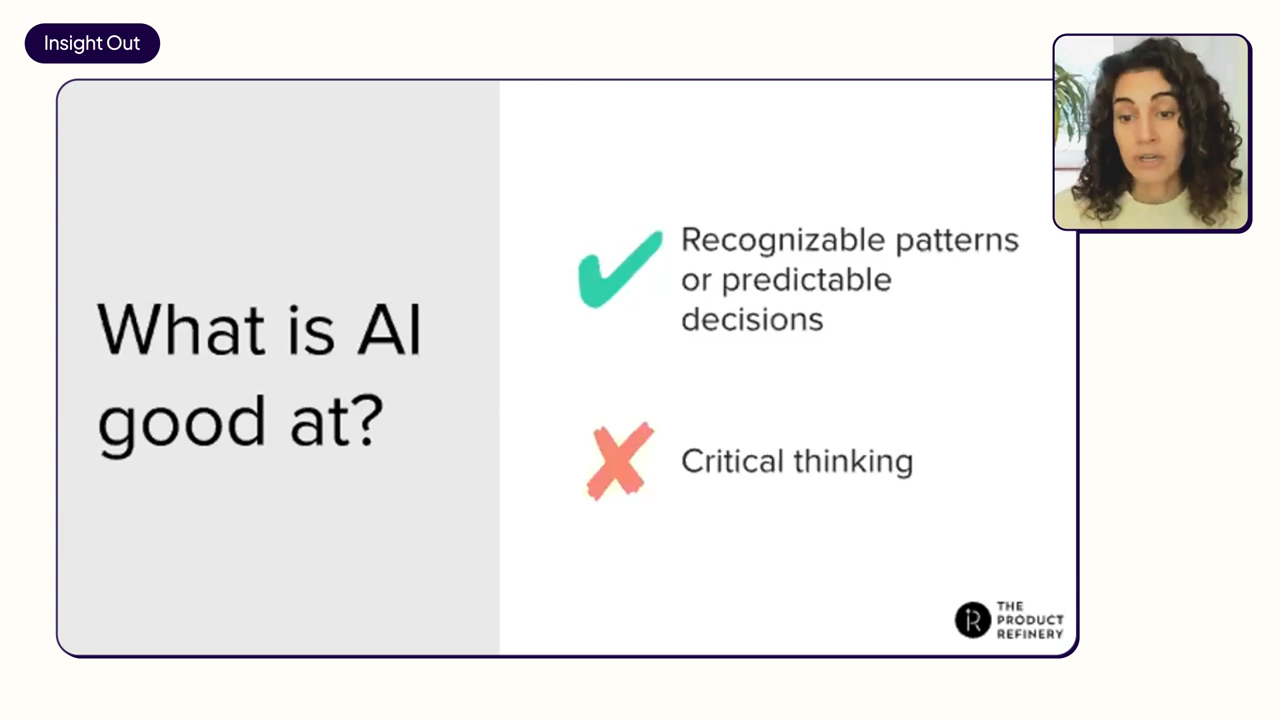 Insight Out
What is AI
good at?
Recognizable patterns
or predictable
decisions
Critical thinking
THE
PRODUCT
REFINERY